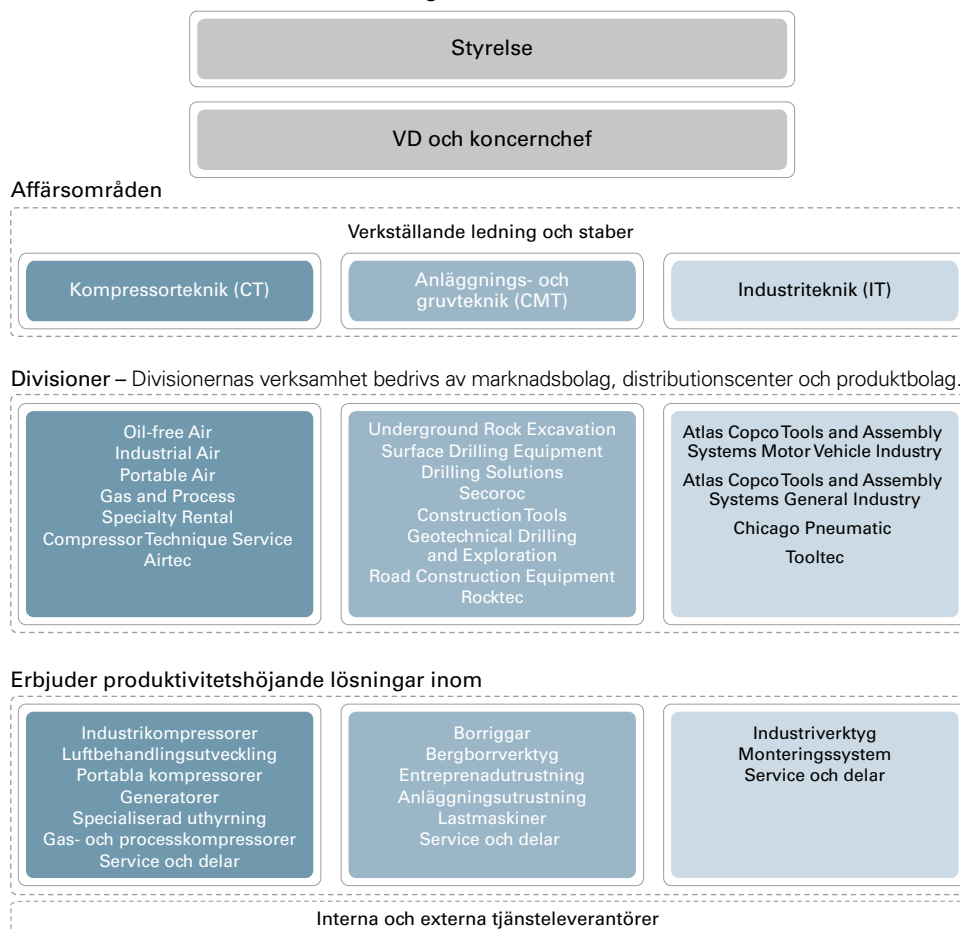 Styrelse
VD och koncernchef
Affärsområden
Verkställande ledning och staber
Kompressorteknik (CT)
Anläggnings- och
gruvteknik (CMT)
Industriteknik (IT)
Divisioner – Divisionernas verksamhet bedrivs av marknadsbolag, distributionscenter och produktbolag.
Oil-free Air
Industrial Air
Portable Air
Gas and Process
Specialty Rental
Compressor Technique Service
Airtec
Underground Rock Excavation
Surface Drilling Equipment
Drilling Solutions
Secoroc
Construction Tools
Geotechnical Drilling
and Exploration
Road Construction Equipment
Rocktec
Atlas Copco Tools and Assembly
Systems Motor Vehicle Industry
Atlas Copco Tools and Assembly
Systems General Industry
Chicago Pneumatic
Tooltec
Erbjuder produktivitetshöjande lösningar inom
Industrikompressorer
Luftbehandlingsutveckling
Portabla kompressorer
Generatorer
Specialiserad uthyrning
Gas- och processkompressorer
Service och delar
Borriggar
Bergborrverktyg
Entreprenadutrustning
Anläggningsutrustning
Lastmaskiner
Service och delar
Industriverktyg
Monteringssystem
Service och delar
Interna och externa tjänsteleverantörer